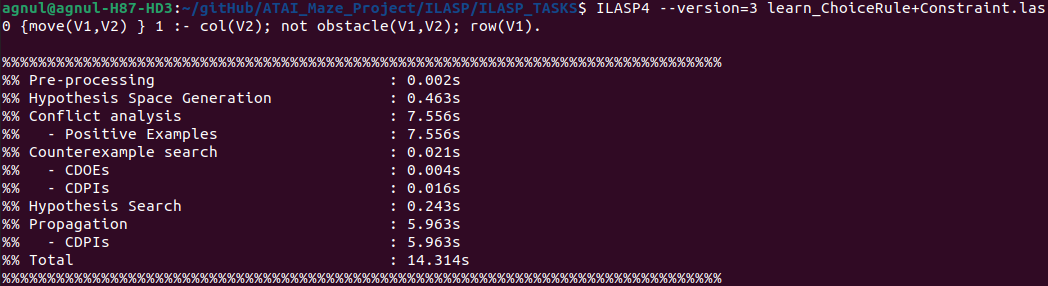 agnul@agnul-H87-HD3:~/gitHub/ATAI_Maze_Project/ILASP/ILASP_TASKS$ ILASP4 --version=3 learn_ChoiceRule+Constraint.las
0 {move(V1,V2) } 1 :- col(V2); not obstacle(V1,V2); row(V1).
%%%%%%%%%%%%%%%%%%%%%%%%%%%%%%%%%%%%%%%%%%%%%%%%%%%%%%%%%%%%%%%%%%%%%%%%%%%%%%%%
%% Pre-processing                          : 0.002s
%% Hypothesis Space Generation             : 0.463s
%% Conflict analysis                       : 7.556s
%%   - Positive Examples                   : 7.556s
%% Counterexample search                   : 0.021s
%%   - CDOEs                               : 0.004s
%%   - CDPIs                               : 0.016s
%% Hypothesis Search                       : 0.243s
%% Propagation                             : 5.963s
%%   - CDPIs                               : 5.963s
%% Total                                   : 14.314s
%%%%%%%%%%%%%%%%%%%%%%%%%%%%%%%%%%%%%%%%%%%%%%%%%%%%%%%%%%%%%%%%%%%%%%%%%%%%%%%%